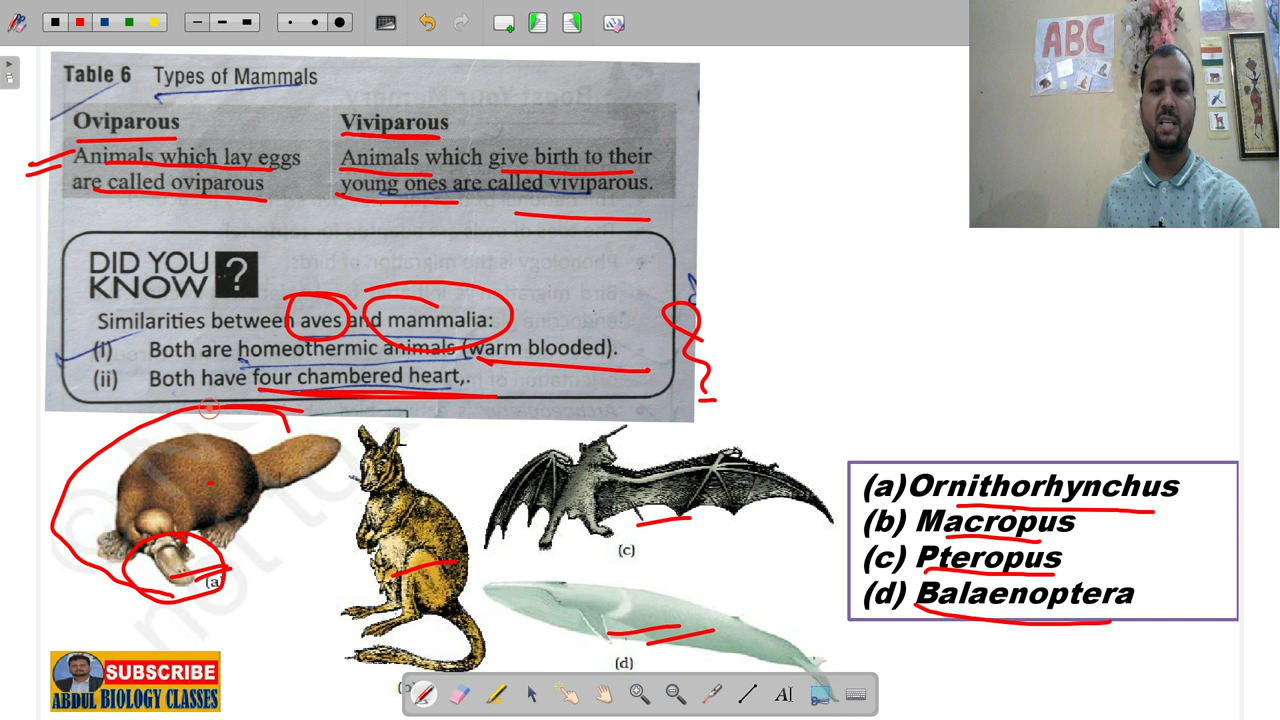 Table 6 Types of Mammals
Oviparous Viviparous
Animals which lay eggs Animals which give birth to their
are called oviparous young ones are called viviparous.
DID YOU
KNOW ?
Similarities between aves and mammalia:
(i) Both are homeothermic animals (warm blooded).
(ii) Both have four chambered heart,.
ABC
(a)
(c)
(d)
(a) Ornithorhynchus
(b) Macropus
(c) Pteropus
(d) Balaenoptera
SUBSCRIBE
ABDUL BIOLOGY CLASSES
AI